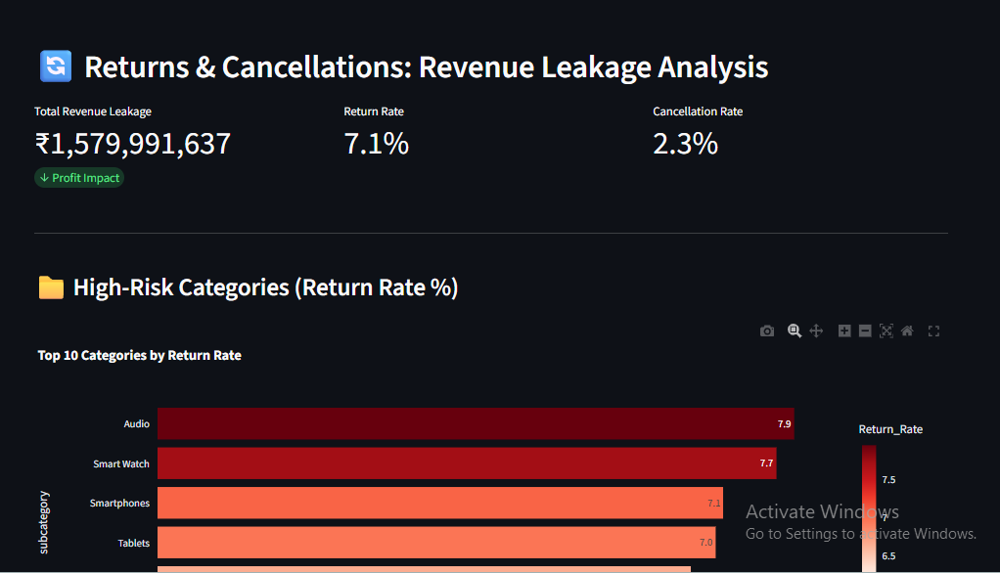 Returns & Cancellations: Revenue Leakage Analysis
Total Revenue Leakage
Return Rate
Cancellation Rate
₹1,579,991,637
7.1%
2.3%
↓ Profit Impact
High-Risk Categories (Return Rate %)
Top 10 Categories by Return Rate
Audio
7.9
Return_Rate
Smart Watch
7.7
7.5
Smartphones
7.1
7
Tablets
7.0
6.5
subcategory
Activate Windows
Go to Settings to activate Windows.